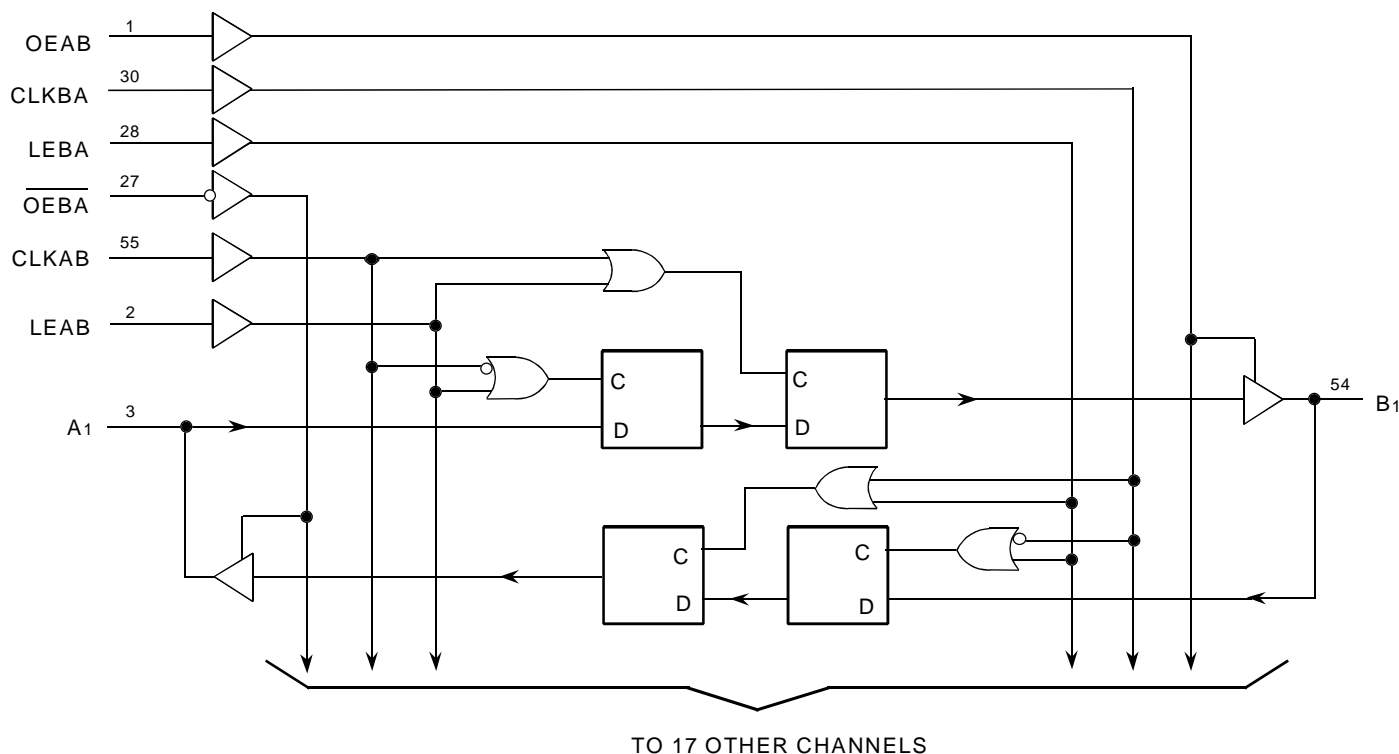 OEAB 1
CLKBA 30
LEBA 28
OEBA 27
CLKAB 55
LEAB 2
C
D
C
D
A1 3
54 B1
C
D
C
D
TO 17 OTHER CHANNELS